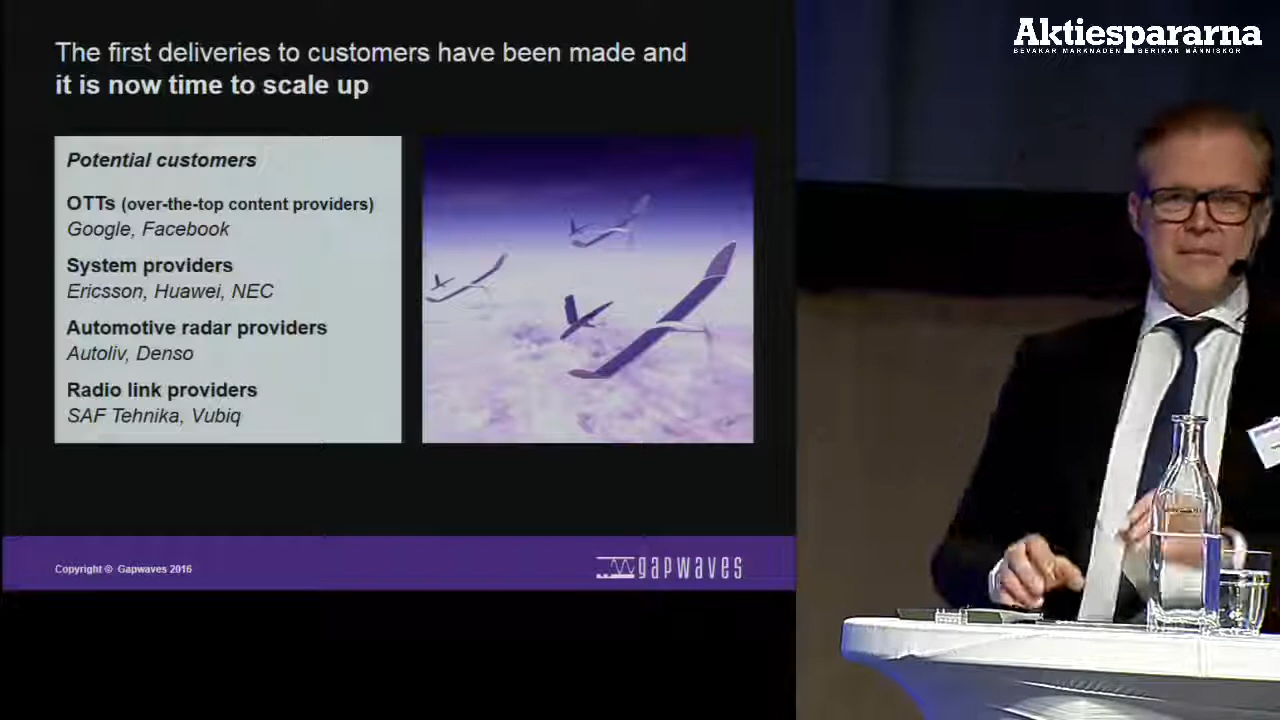 The first deliveries to customers have been made and
it is now time to scale up
Potential customers
OTTs (over-the-top content providers)
Google, Facebook
System providers
Ericsson, Huawei, NEC
Automotive radar providers
Autoliv, Denso
Radio link providers
SAF Tehnika, Vubiq
Copyright © Gapwaves 2016
gapwaves
Aktiespararna
BEVAKAR MARKNADEN BERIKAR MÄNNISKOR